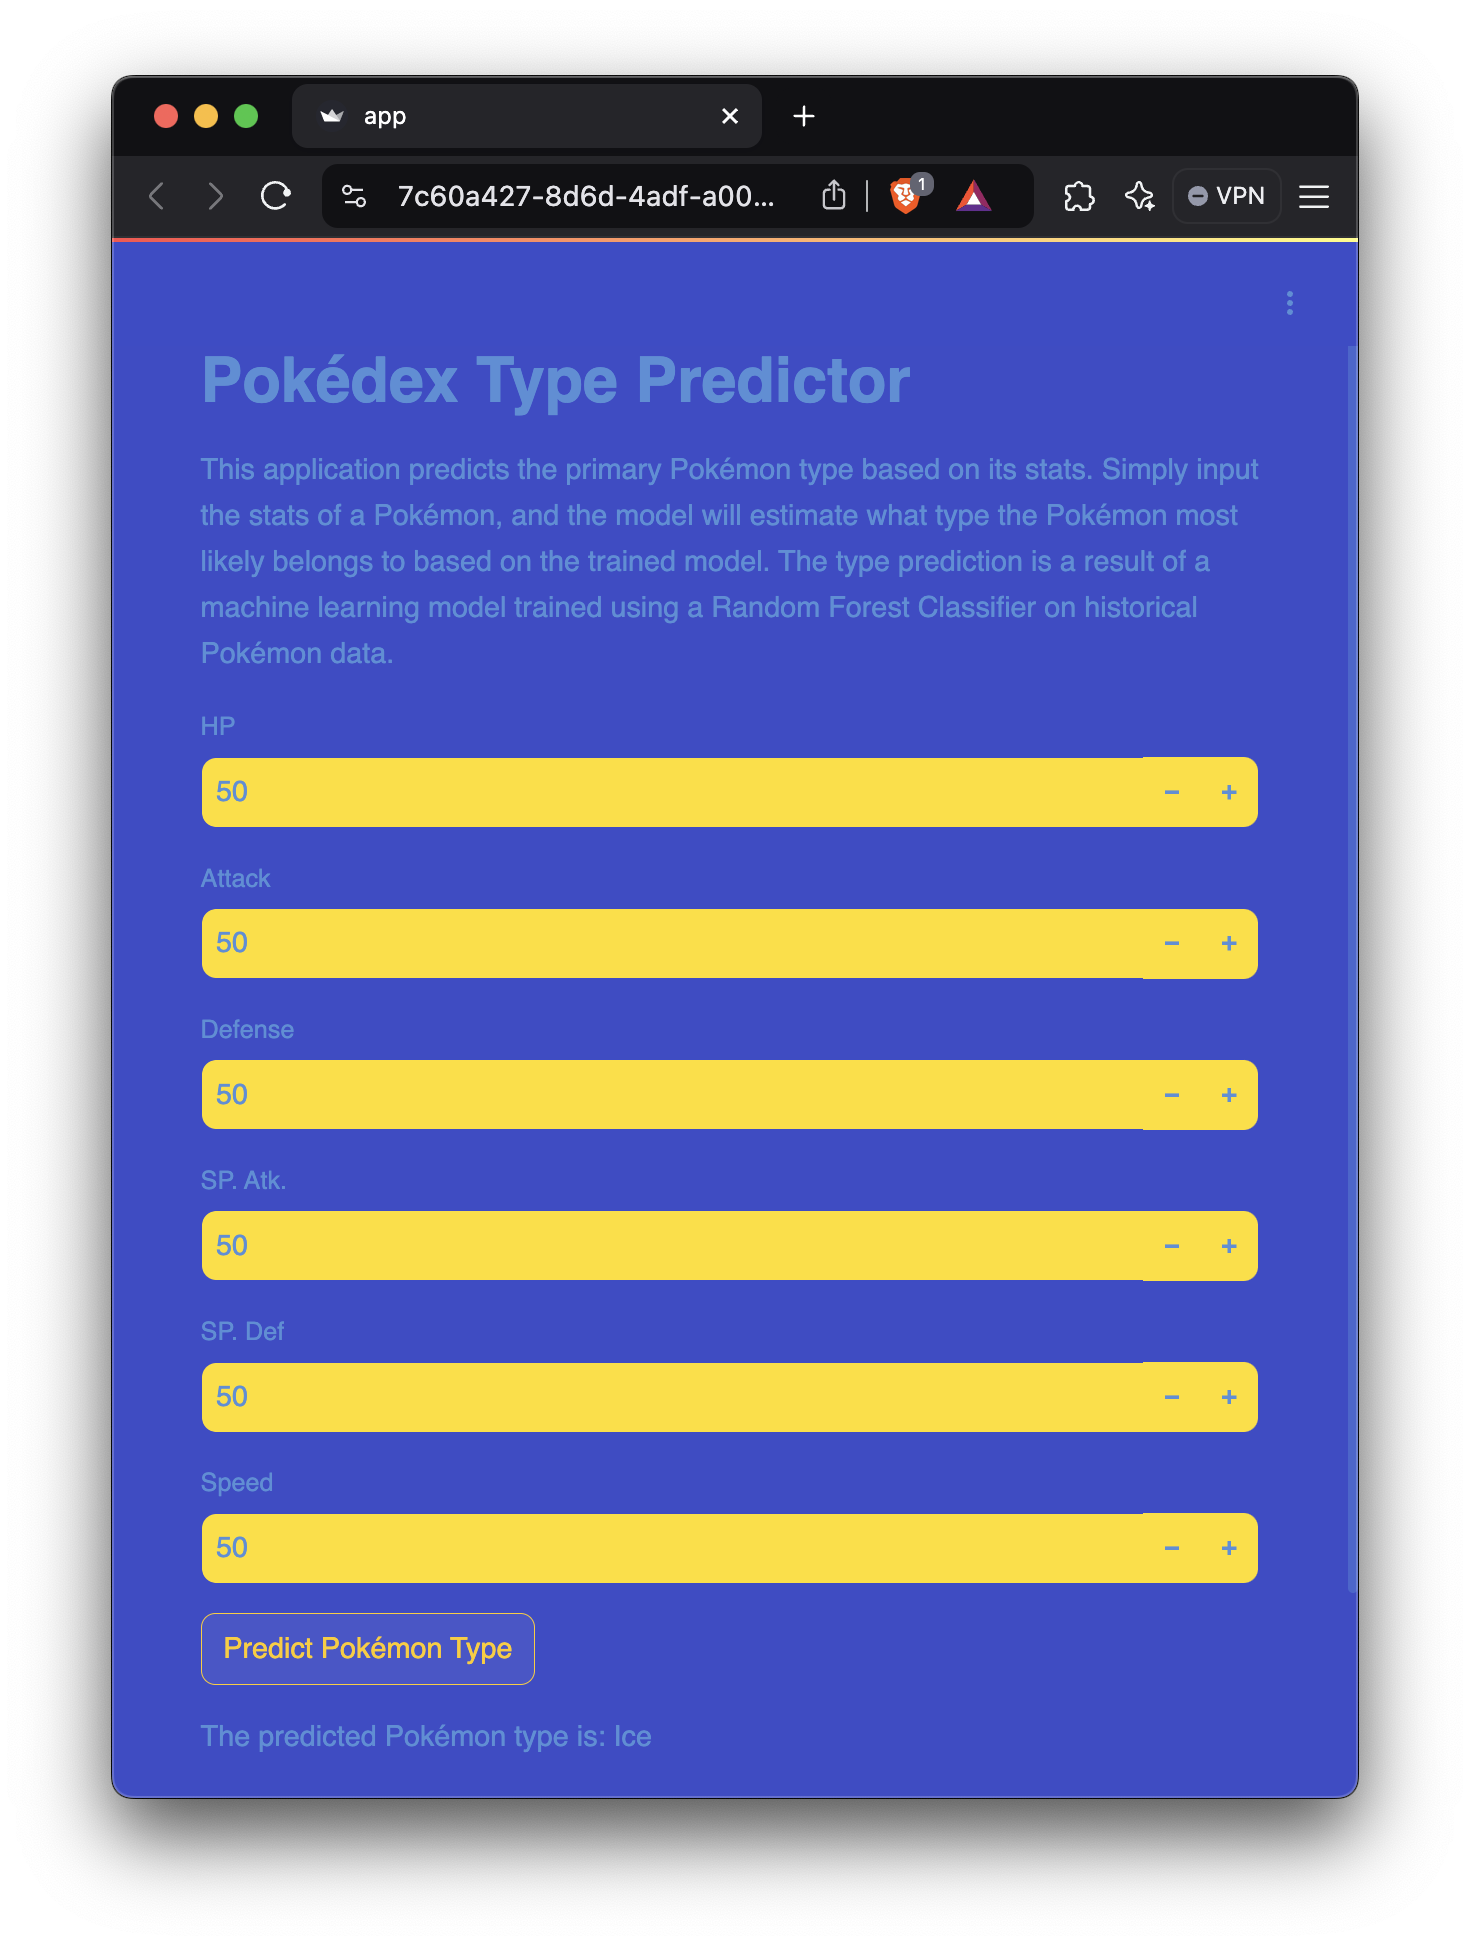 app
7c60a427-8d6d-4adf-a00...
1
VPN
Pokédex Type Predictor
This application predicts the primary Pokémon type based on its stats. Simply input
the stats of a Pokémon, and the model will estimate what type the Pokémon most
likely belongs to based on the trained model. The type prediction is a result of a
machine learning model trained using a Random Forest Classifier on historical
Pokémon data.
HP
50
Attack
50
Defense
50
SP. Atk.
50
SP. Def
50
Speed
50
Predict Pokémon Type
The predicted Pokémon type is: Ice